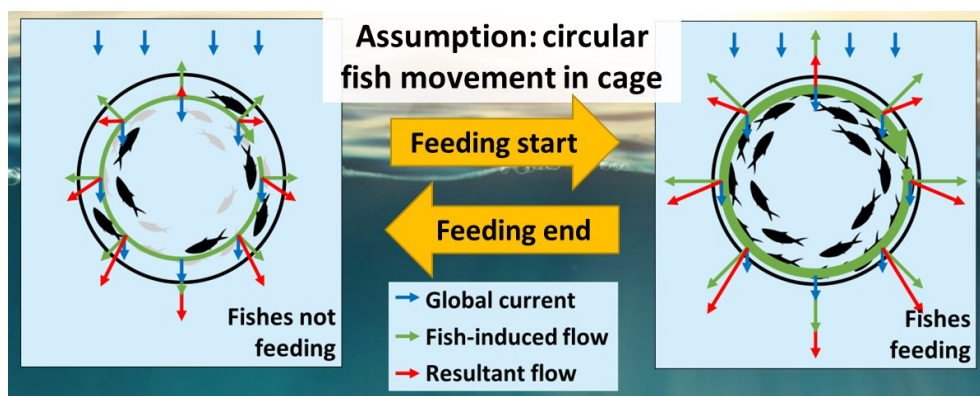 Assumption: circular
fish movement in cage
Feeding start
Feeding end
Global current
Fish-induced flow
Resultant flow
Fishes not
feeding
Fishes
feeding